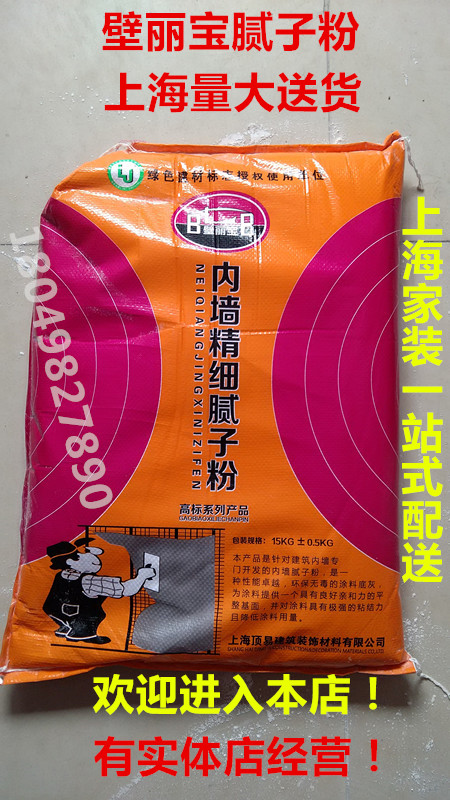 壁丽宝腻子粉
上海量大送货
绿色建材标志授权使用单位
壁丽宝
内墙精细腻子粉
NEIQIANGJINGXINIZIFEN
高标系列产品
GAOBIAOXILIECHANPIN
包装规格：15KG±0.5KG
本产品是针对建筑内墙专
门开发的内墙腻子粉，是一
种性能卓越，环保无毒的涂料底灰，
为涂料提供一个具有良好亲和力的平
整基面，并对涂料具有极强的粘结力
且降低涂料用量。
上海顶易建筑装饰材料有限公司
18049827890
上海家装一站式配送
欢迎进入本店！
有实体店经营！